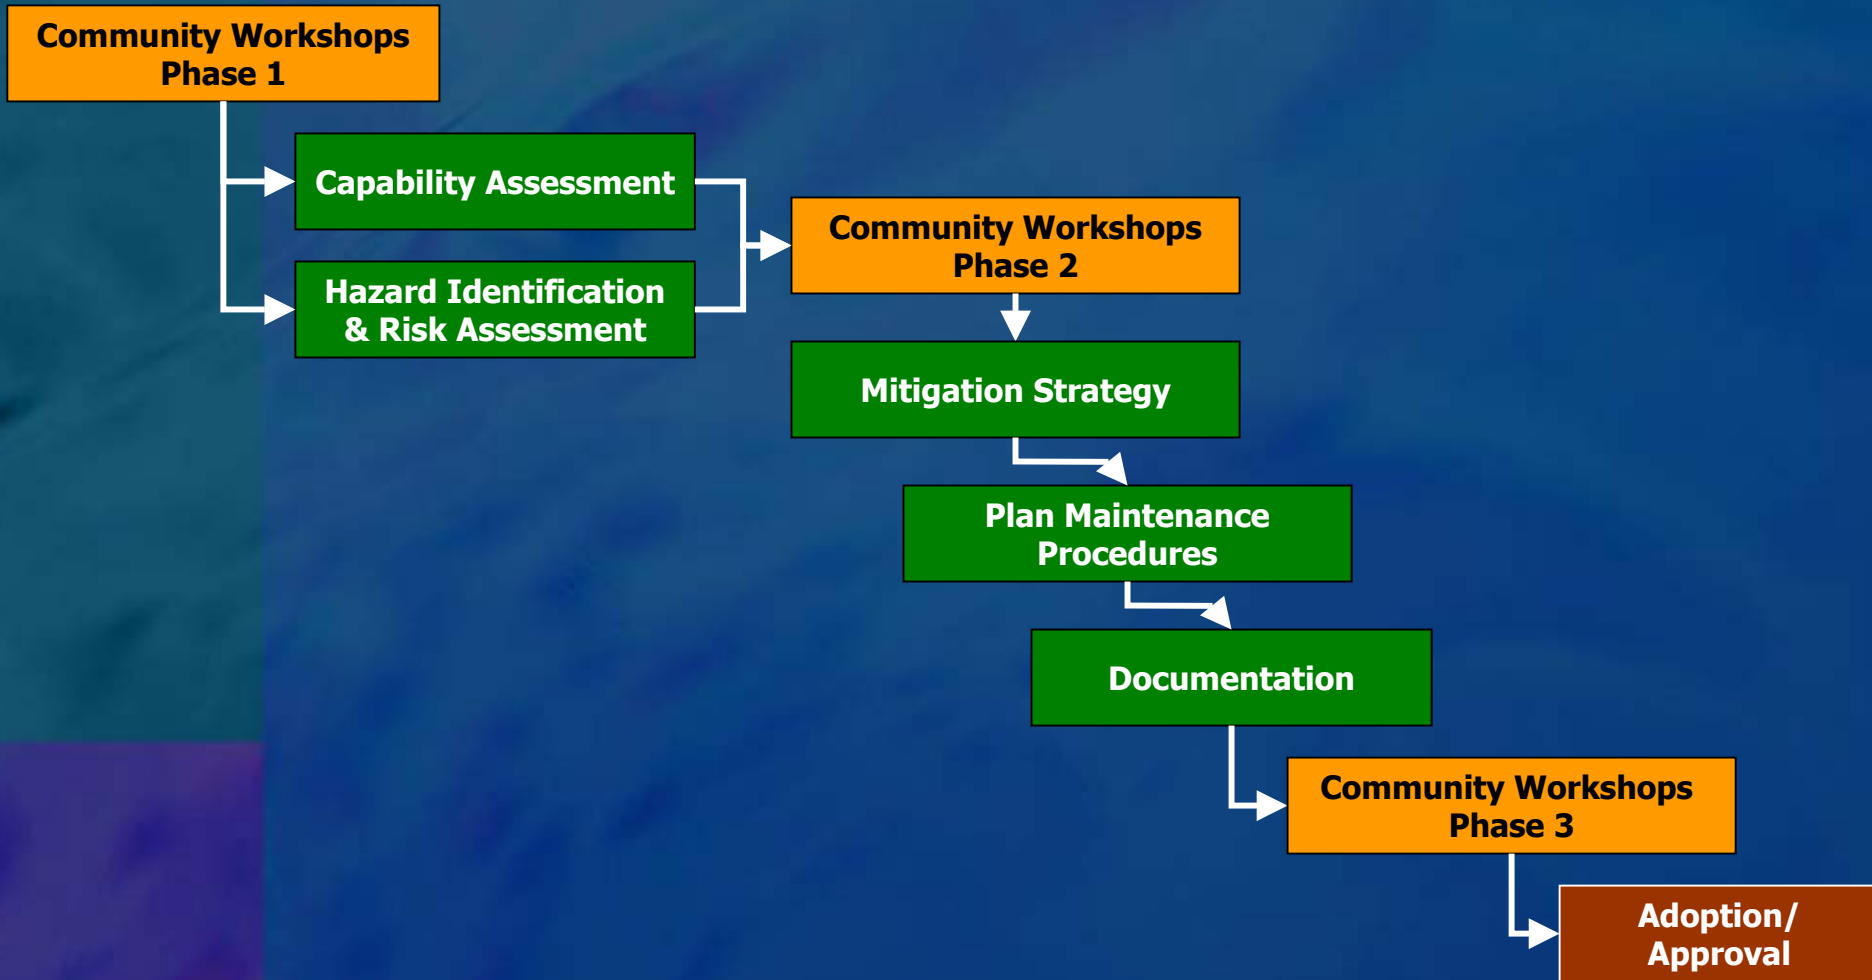 Community Workshops
Phase 1
Capability Assessment
Hazard Identification
& Risk Assessment
Community Workshops
Phase 2
Mitigation Strategy
Plan Maintenance
Procedures
Documentation
Community Workshops
Phase 3
Adoption/
Approval